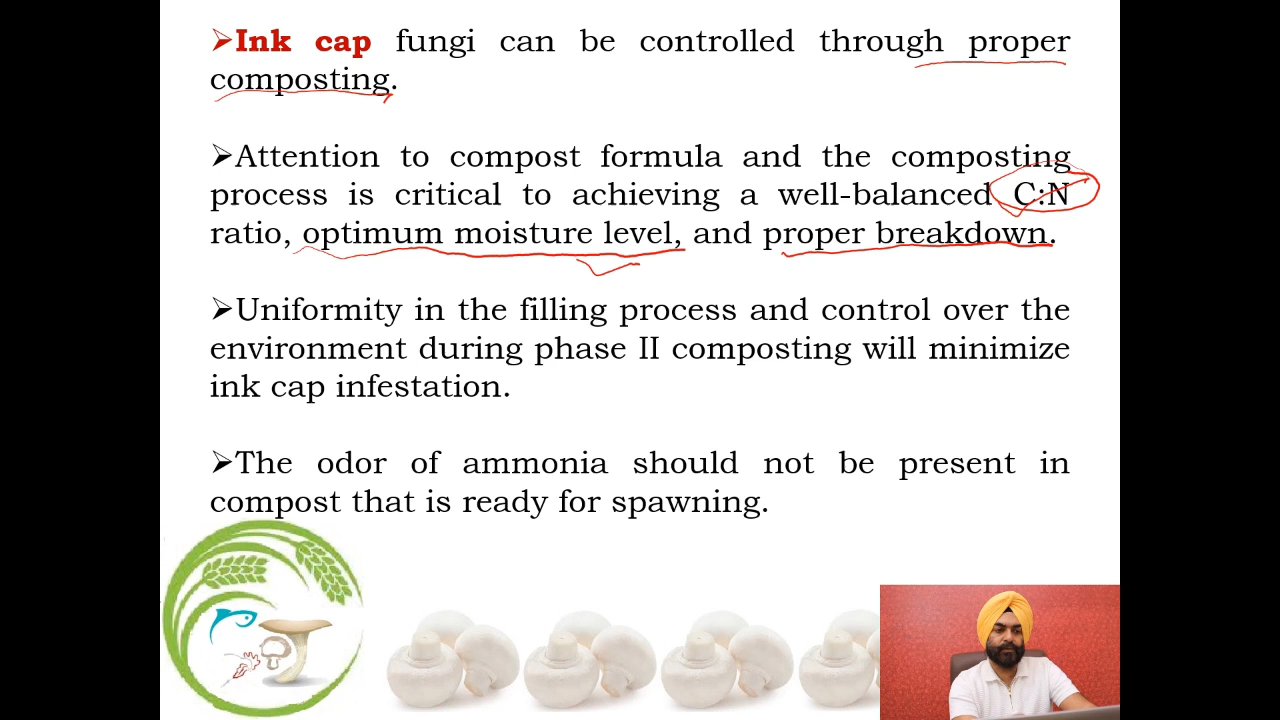 ➢Ink cap fungi can be controlled through proper
composting.
➢Attention to compost formula and the composting
process is critical to achieving a well-balanced C:N
ratio, optimum moisture level, and proper breakdown.
➢Uniformity in the filling process and control over the
environment during phase II composting will minimize
ink cap infestation.
➢The odor of ammonia should not be present in
compost that is ready for spawning.